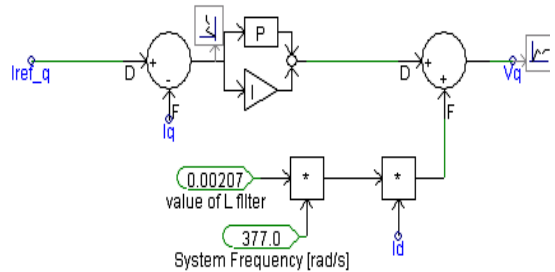 P
Iref_q
D
+
-
F
Iq
I
D
+
+
F
Vq
0.00207
*
*
value of L filter
377.0
System Frequency [rad/s]
Id